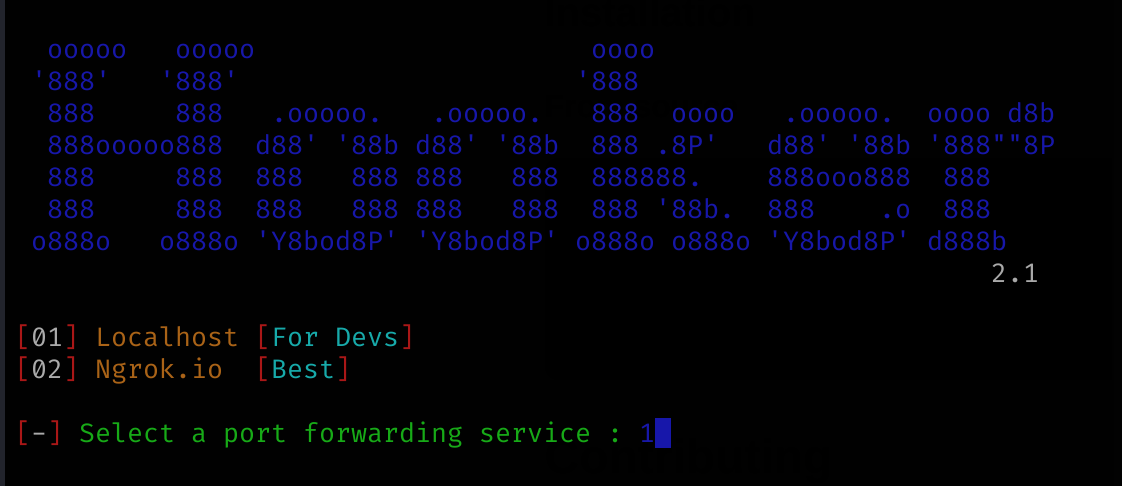 Installation
 ooooo   ooooo                     oooo
'888'   '888'                     '888
 888     888   .ooooo.   .ooooo.   888  oooo   .ooooo.  oooo d8b
 888ooooo888  d88' '88b d88' '88b  888 .8P'   d88' '88b '888""8P
 888     888  888   888 888   888  888888.    888ooo888  888
 888     888  888   888 888   888  888 '88b.  888    .o  888
o888o   o888o 'Y8bod8P' 'Y8bod8P' o888o o888o 'Y8bod8P' d888b
2.1
[01] Localhost [For Devs]
[02] Ngrok.io  [Best]
[-] Select a port forwarding service : 1
Contributing